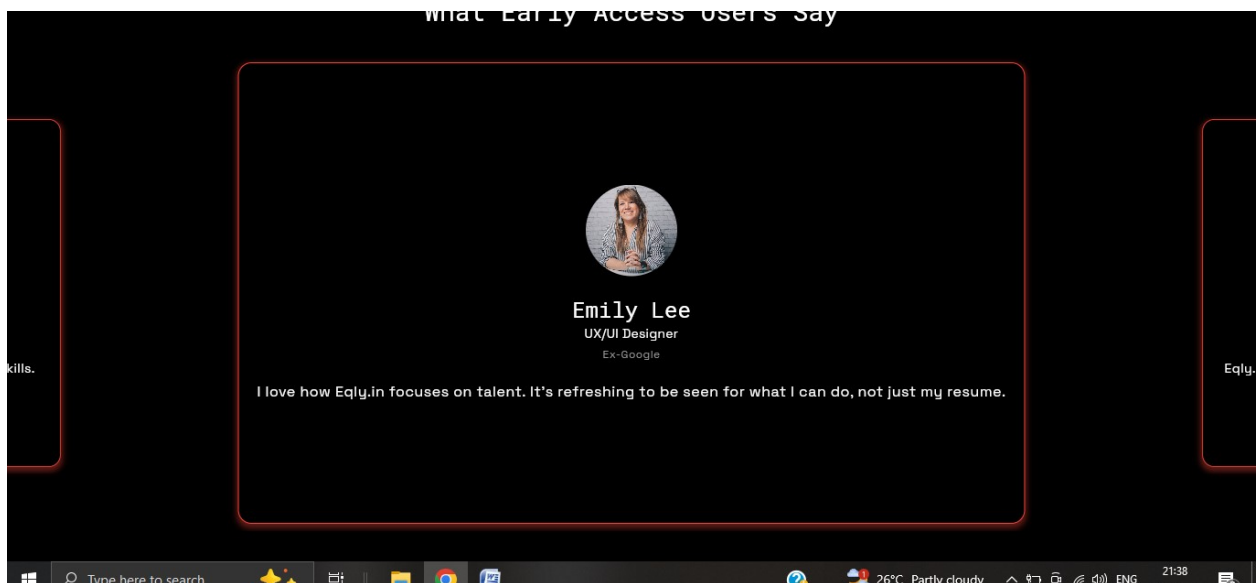 What Early Access Users Say
Emily Lee
UX/UI Designer
Ex-Google
I love how Eqly.in focuses on talent. It's refreshing to be seen for what I can do, not just my resume.
kills.
Eqly.
Type here to search
26°C Partly cloudy
ENG
21:38